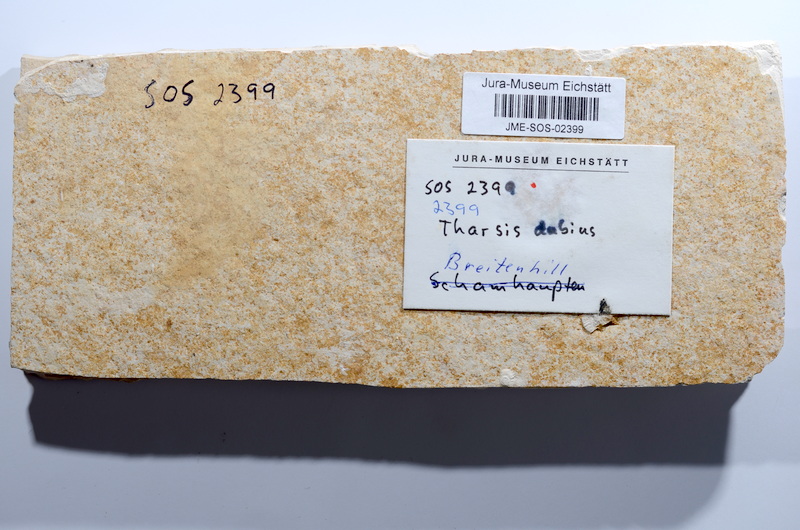 SOS 2399
Jura-Museum Eichstätt
JME-SOS-02399
JURA-MUSEUM EICHSTÄTT
SOS 2399
2399
Tharsis dubius
Breitenhill
Schamhaupten